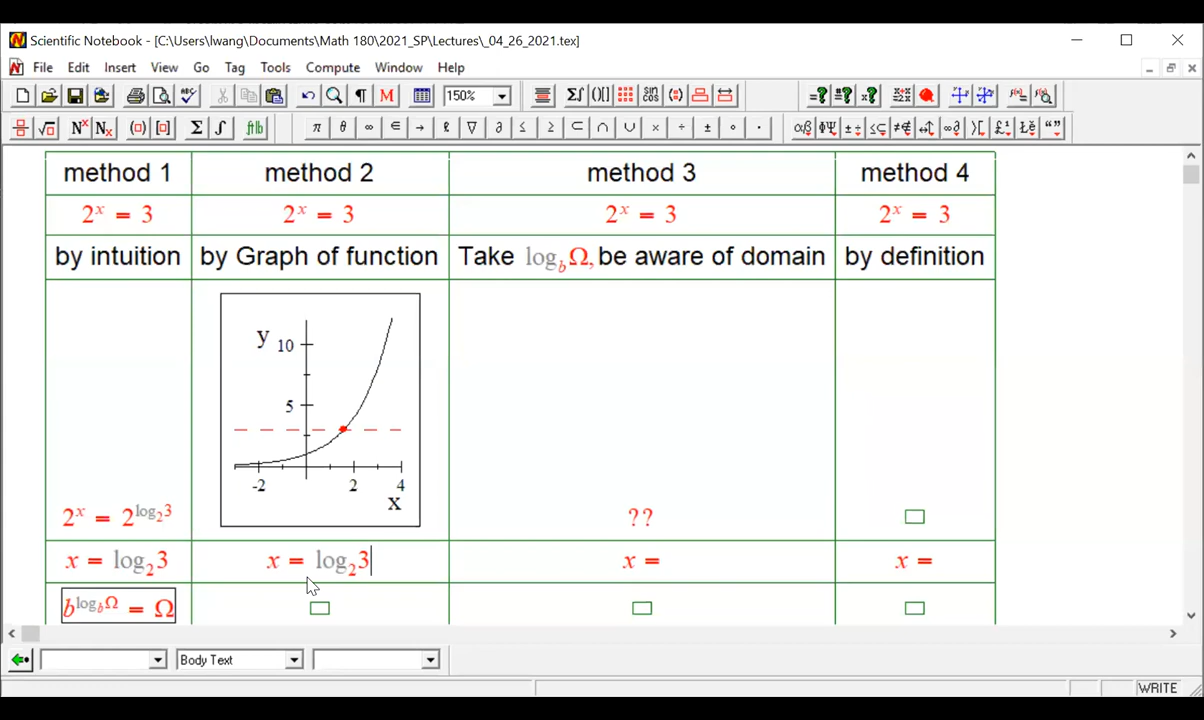 Scientific Notebook - [C:\Users\lwang\Documents\Math 180\2021_SP\Lectures\_04_26_2021.tex]
File Edit Insert View Go Tag Tools Compute Window Help
150%
method 1 method 2 method 3 method 4
2^x = 3 2^x = 3 2^x = 3 2^x = 3
by intuition by Graph of function Take log_b Ω, be aware of domain by definition
y 10
5
-2 2 4
x
2^x = 2^{log_2 3} ??
x = log_2 3 x = log_2 3 x = x =
b^{log_b Ω} = Ω
Body Text
WRITE